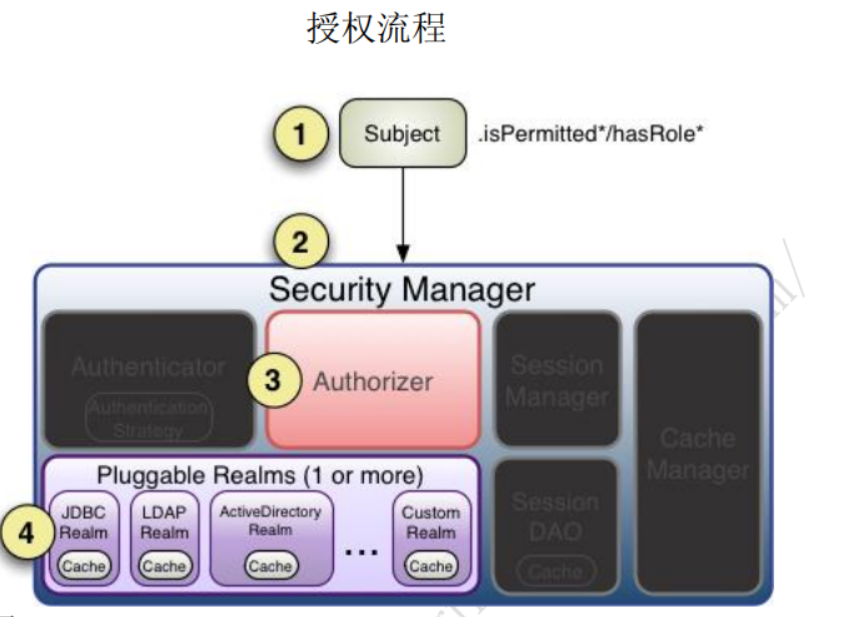 授权流程
1
Subject
.isPermitted*/hasRole*
2
Security Manager
Authenticator
Authentication
Strategy
3
Authorizer
Session
Manager
Cache
Manager
Pluggable Realms (1 or more)
4
JDBC
Realm
Cache
LDAP
Realm
Cache
ActiveDirectory
Realm
Cache
...
Custom
Realm
Cache
Session
DAO
Cache